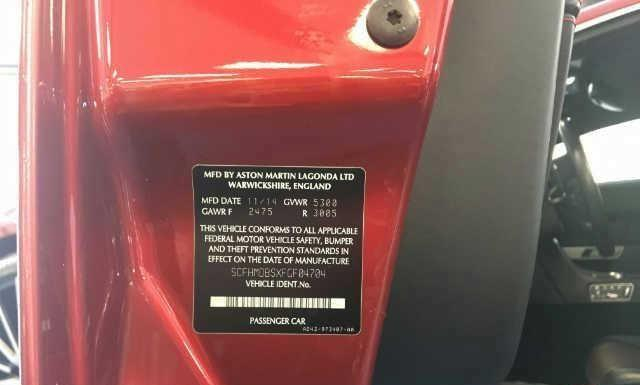 MFD BY ASTON MARTIN LAGONDA LTD
WARWICKSHIRE, ENGLAND
MFD DATE 11/14 GVWR 5300
GAWR F 2475 R 3005
THIS VEHICLE CONFORMS TO ALL APPLICABLE
FEDERAL MOTOR VEHICLE SAFETY, BUMPER
AND THEFT PREVENTION STANDARDS IN
EFFECT ON THE DATE OF MANUFACTURE
SCFHMDBSXFGF04704
VEHICLE IDENT.No.
PASSENGER CAR